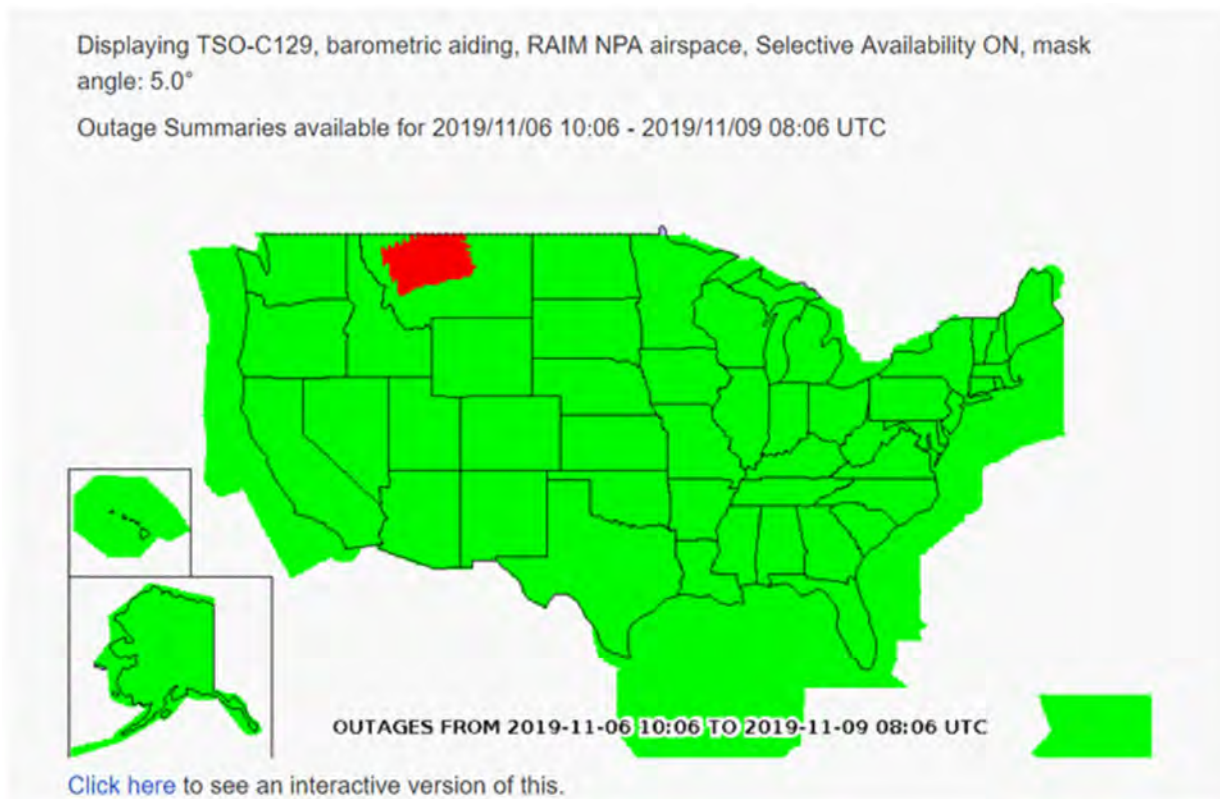 Displaying TSO-C129, barometric aiding, RAIM NPA airspace, Selective Availability ON, mask
angle: 5.0°
Outage Summaries available for 2019/11/06 10:06 - 2019/11/09 08:06 UTC
OUTAGES FROM 2019-11-06 10:06 TO 2019-11-09 08:06 UTC
Click here to see an interactive version of this.